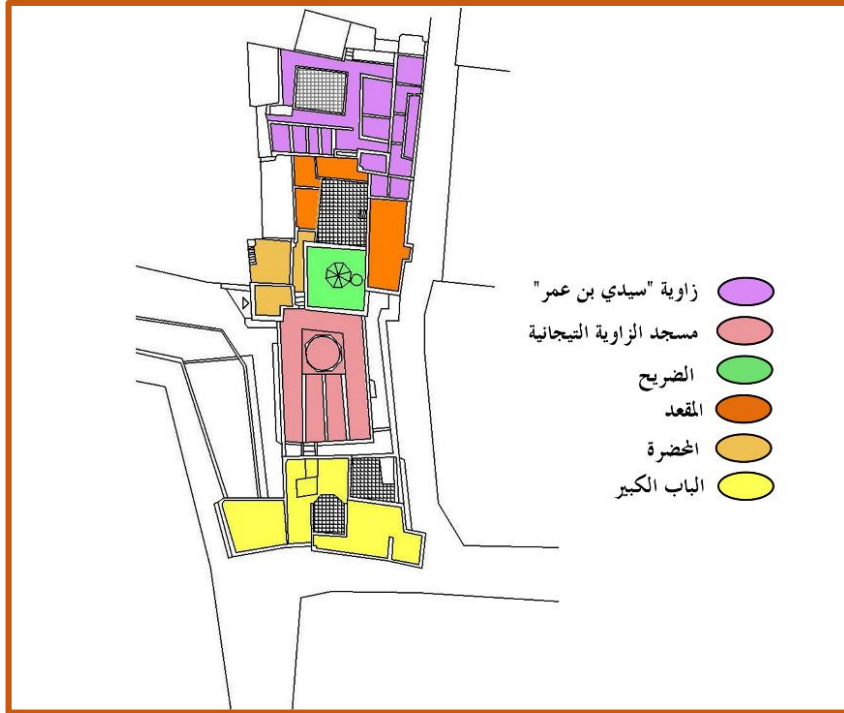 زاوية "سيدي بن عمر"
مسجد الزاوية التيجانية
الضريح
المقعد
المحضرة
الباب الكبير